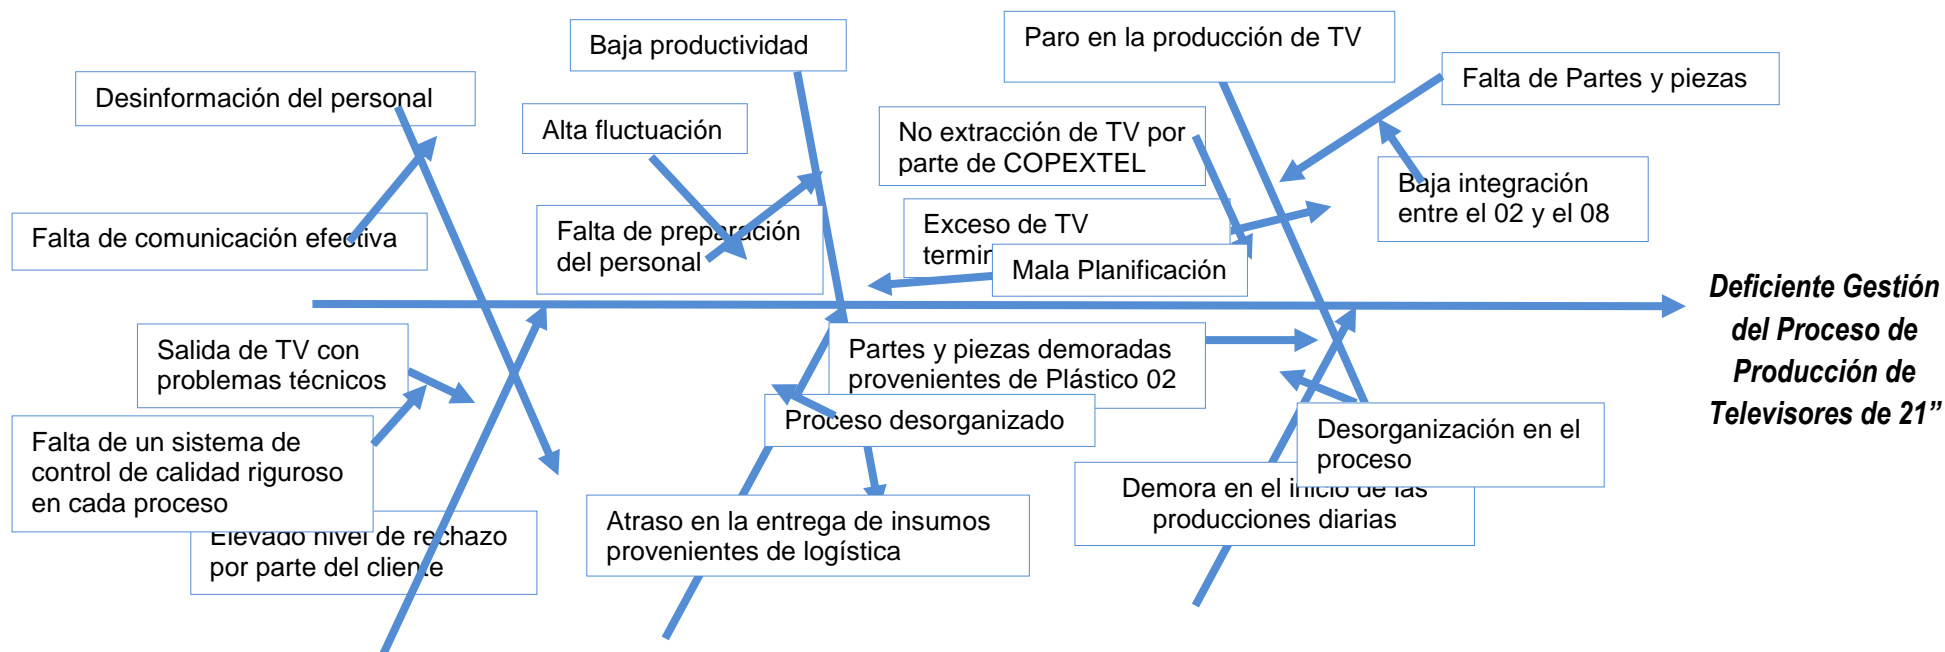 Baja productividad
Paro en la producción de TV
Desinformación del personal
Falta de Partes y piezas
Alta fluctuación
No extracción de TV por
parte de COPEXTEL
Baja integración
entre el 02 y el 08
Falta de comunicación efectiva
Falta de preparación
del personal
Exceso de TV
Mala Planificación
Deficiente Gestión
del Proceso de
Producción de
Televisores de 21”
Salida de TV con
problemas técnicos
Partes y piezas demoradas
provenientes de Plástico 02
Proceso desorganizado
Desorganización en el
proceso
Falta de un sistema de
control de calidad riguroso
en cada proceso
Demora en el inicio de las
producciones diarias
Atraso en la entrega de insumos
provenientes de logística
Elevado nivel de rechazo
por parte del cliente